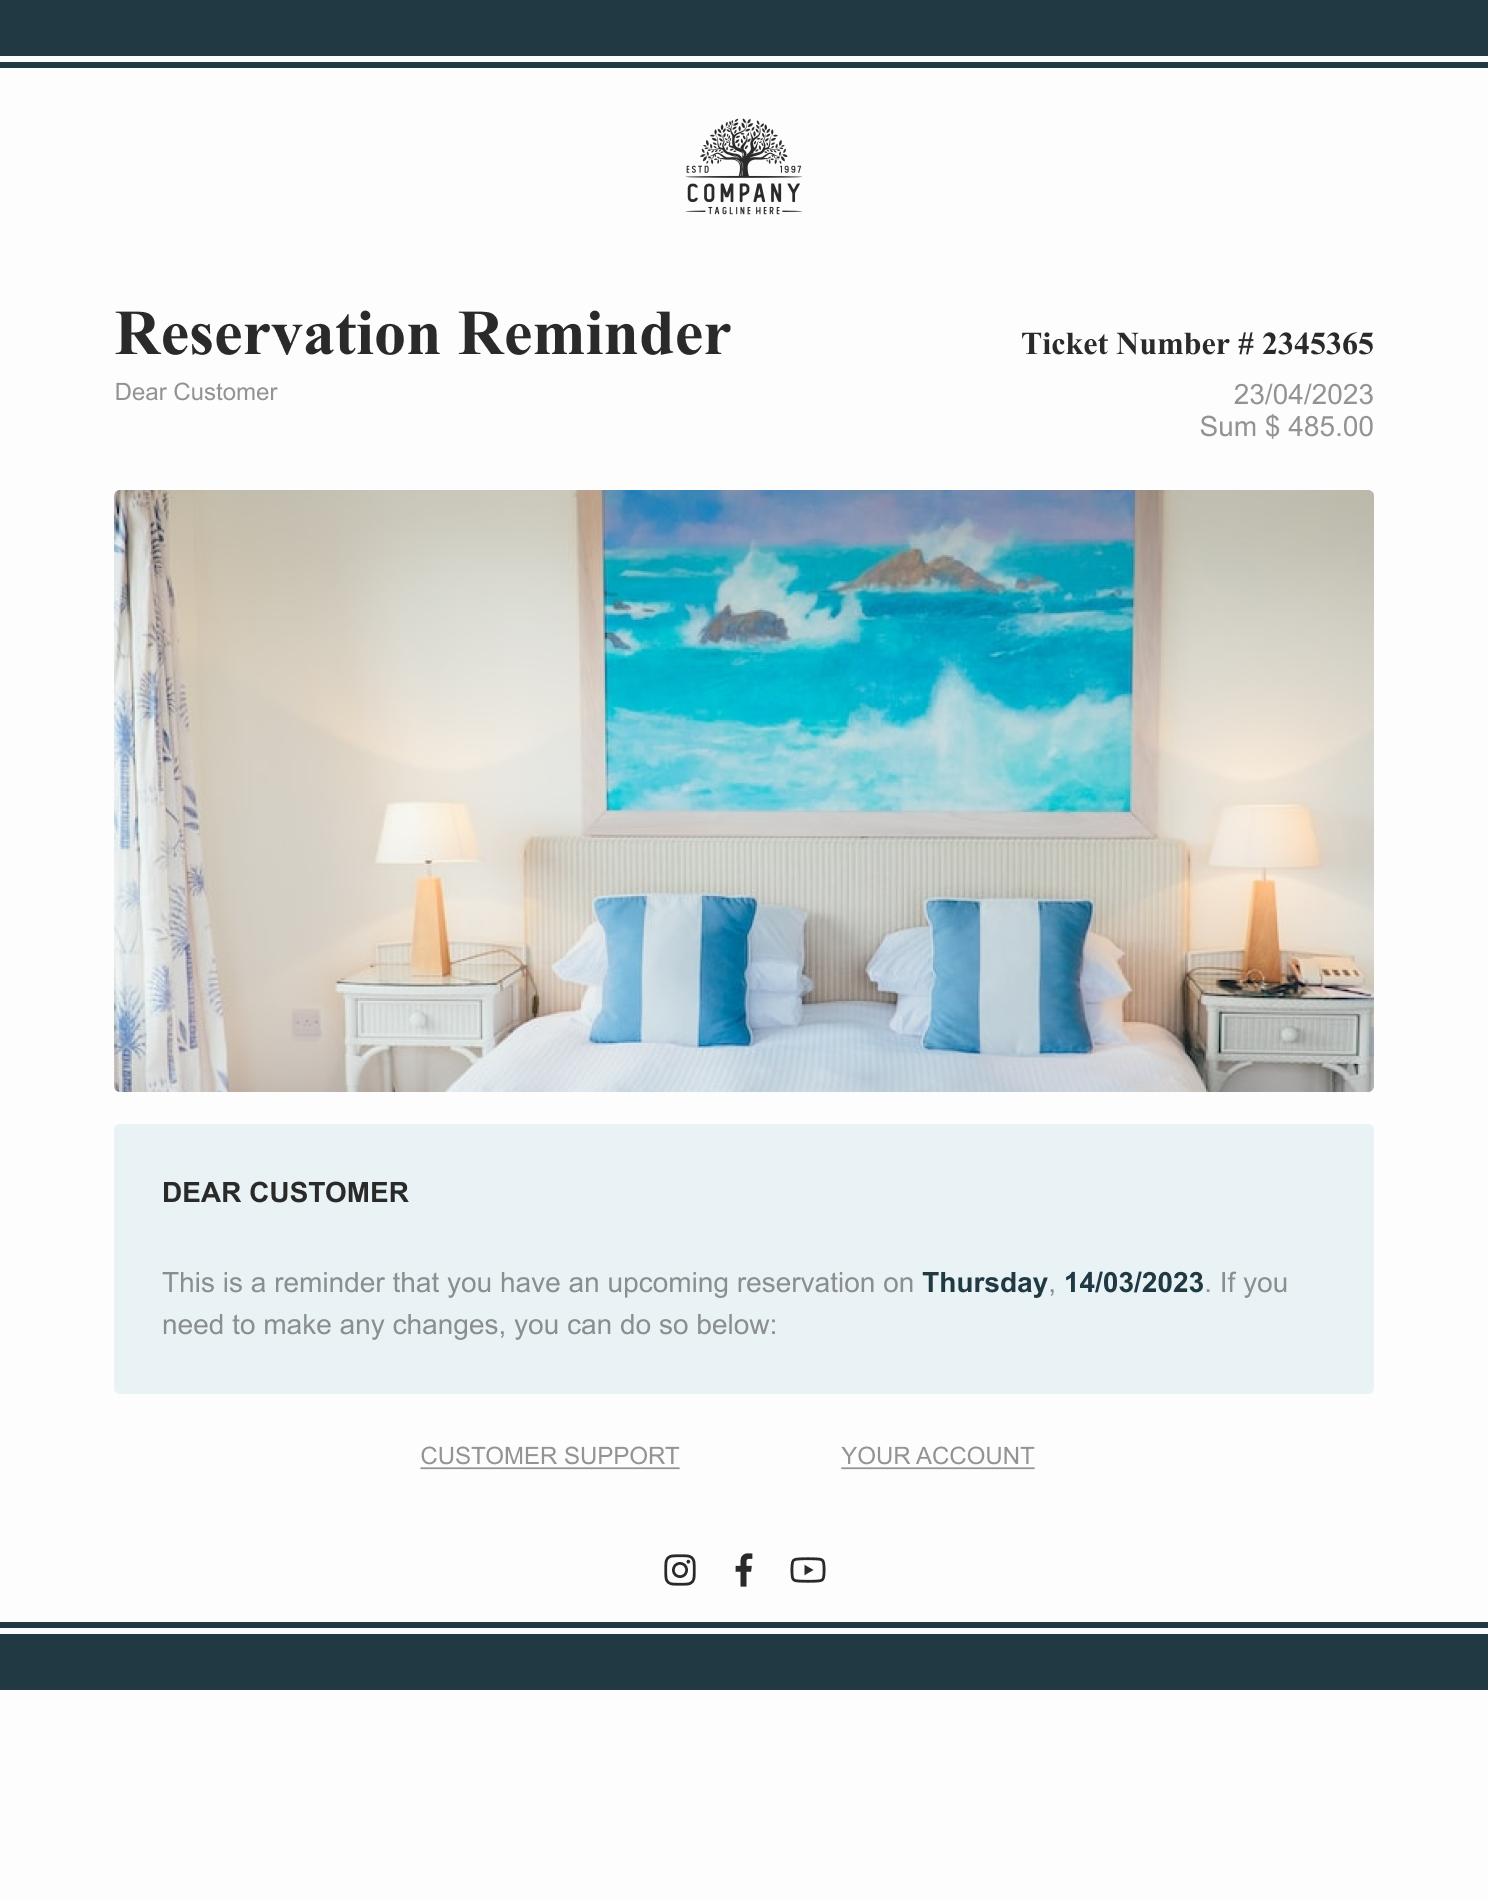 ESTD 1997
COMPANY
TAGLINE HERE
Reservation Reminder
Ticket Number # 2345365
Dear Customer
23/04/2023
Sum $ 485.00
DEAR CUSTOMER
This is a reminder that you have an upcoming reservation on Thursday, 14/03/2023. If you
need to make any changes, you can do so below:
CUSTOMER SUPPORT
YOUR ACCOUNT